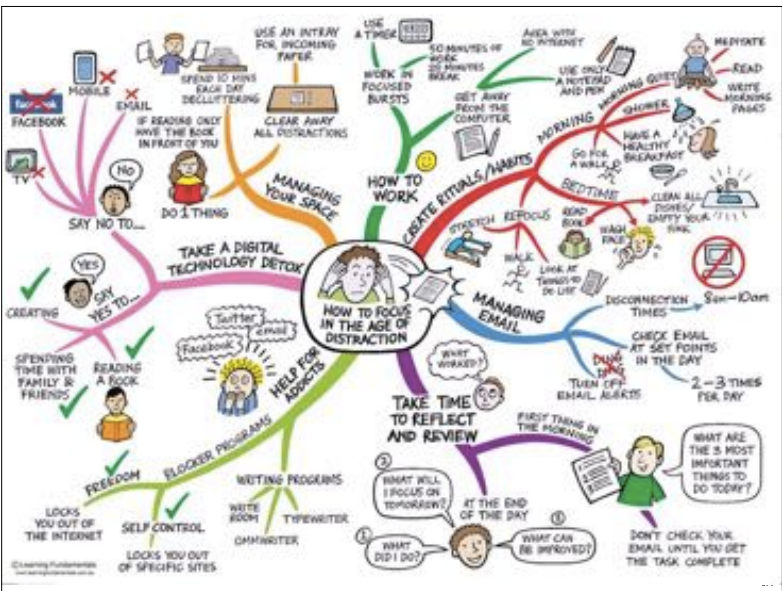 HOW TO FOCUS
IN THE AGE OF
DISTRACTION
HOW TO
WORK
WORK IN
FOCUSED
BURSTS
USE
A TIMER
50 MINUTES OF
WORK
BREAK
GET AWAY
FROM THE
COMPUTER
AREA WITH
NO INTERNET
USE ONLY
A NOTEPAD
AND PEN
CREATE RITUALS/HABITS
MORNING
MORNING QUIET
MEDITATE
READ
WRITE
MORNING
PAGES
SHOWER
HAVE A
HEALTHY
BREAKFAST
GO FOR
A WALK
BEDTIME
CLEAN ALL
DISHES/
EMPTY YOUR
SINK
READ
BOOK
WASH
FACE
REFOCUS
STRETCH
WALK
LOOK AT
THINGS TO
DO LIST
MANAGING
EMAIL
DISCONNECTION
TIMES
8am-10am
CHECK EMAIL
AT SET POINTS
IN THE DAY
2-3 TIMES
PER DAY
DING
DING
TURN OFF
EMAIL ALERTS
TAKE TIME
TO REFLECT
AND REVIEW
WHAT
WORKED?
FIRST THING IN
THE MORNING
WHAT ARE
THE 3 MOST
IMPORTANT
THINGS TO
DO TODAY?
DON'T CHECK YOUR
EMAIL UNTIL YOU GET
THE TASK COMPLETE
AT THE END
OF THE DAY
1
WHAT
DID I DO?
2
WHAT WILL
I FOCUS ON
TOMORROW?
3
WHAT CAN
BE IMPROVED?
HELP FOR
ADDICTS
Twitter
email
Facebook
BLOCKER PROGRAMS
FREEDOM
LOCKS
YOU OUT OF
THE INTERNET
SELF CONTROL
LOCKS YOU OUT
OF SPECIFIC SITES
WRITING PROGRAMS
WRITE
ROOM
OMMWRITER
TYPEWRITER
TAKE A DIGITAL
TECHNOLOGY DETOX
NO
SAY NO TO...
TV
facebook
FACEBOOK
MOBILE
EMAIL
YES
SAY
YES TO...
CREATING
SPENDING
TIME WITH
FAMILY &
FRIENDS
READING
A BOOK
MANAGING
YOUR SPACE
SPEND 10 MINS
EACH DAY
DECLUTTERING
USE AN INTRAY
FOR INCOMING
PAPER
CLEAR AWAY
ALL DISTRACTIONS
IF READING ONLY
HAVE THE BOOK
IN FRONT OF YOU
DO 1 THING
© Learning Fundamentals
www.learningfundamentals.com.au